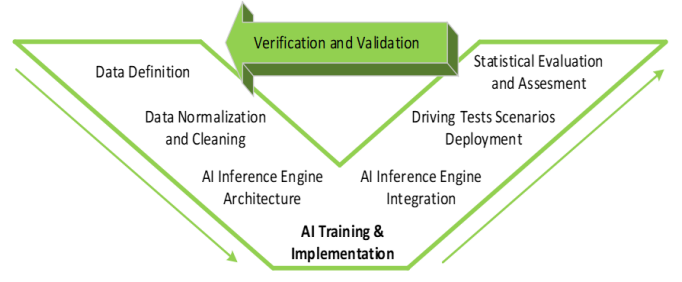 Verification and Validation
Data Definition
Data Normalization
and Cleaning
AI Inference Engine
Architecture
AI Training &
Implementation
AI Inference Engine
Integration
Driving Tests Scenarios
Deployment
Statistical Evaluation
and Assesment